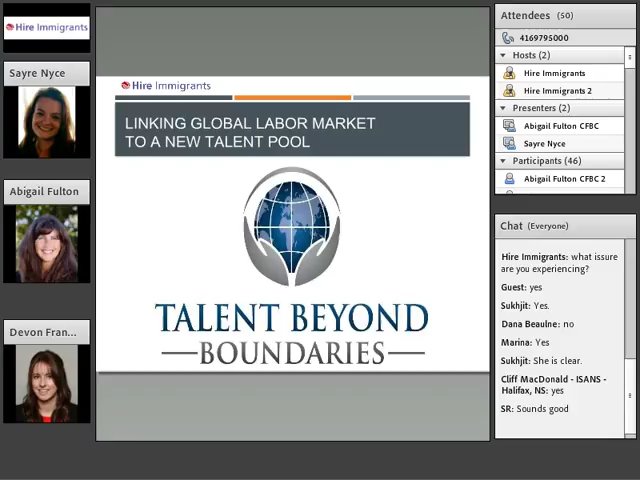 Hire Immigrants
Sayre Nyce
Abigail Fulton
Devon Fran...
Hire Immigrants
LINKING GLOBAL LABOR MARKET
TO A NEW TALENT POOL
TALENT BEYOND
BOUNDARIES
Attendees (50)
4169795000
Hosts (2)
Hire Immigrants
Hire Immigrants 2
Presenters (2)
Abigail Fulton CFBC
Sayre Nyce
Participants (46)
Abigail Fulton CFBC 2
Chat (Everyone)
Hire Immigrants: what issure
are you experiencing?
Guest: yes
Sukhjit: Yes.
Dana Beaulne: no
Marina: Yes
Sukhjit: She is clear.
Cliff MacDonald - ISANS -
Halifax, NS: yes
SR: Sounds good